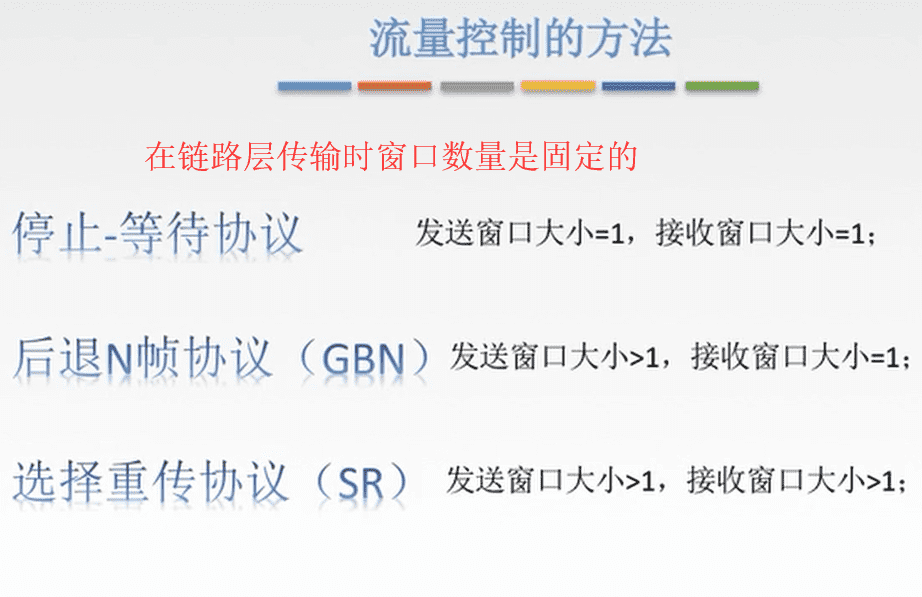 流量控制的方法
在链路层传输时窗口数量是固定的
停止-等待协议 发送窗口大小=1，接收窗口大小=1；
后退N帧协议（GBN）发送窗口大小>1，接收窗口大小=1；
选择重传协议（SR） 发送窗口大小>1，接收窗口大小>1；